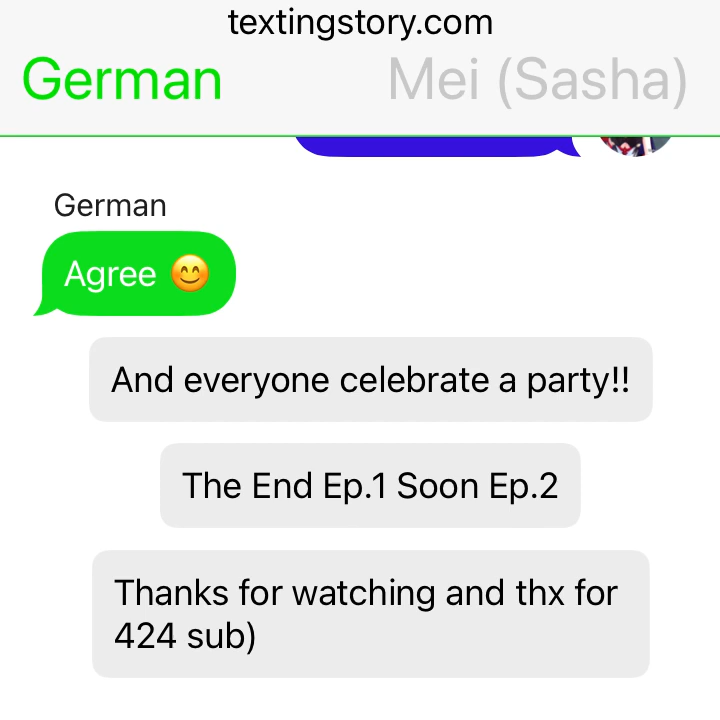 textingstory.com
German Mei (Sasha)
German
Agree 😊
And everyone celebrate a party!!
The End Ep.1 Soon Ep.2
Thanks for watching and thx for
424 sub)